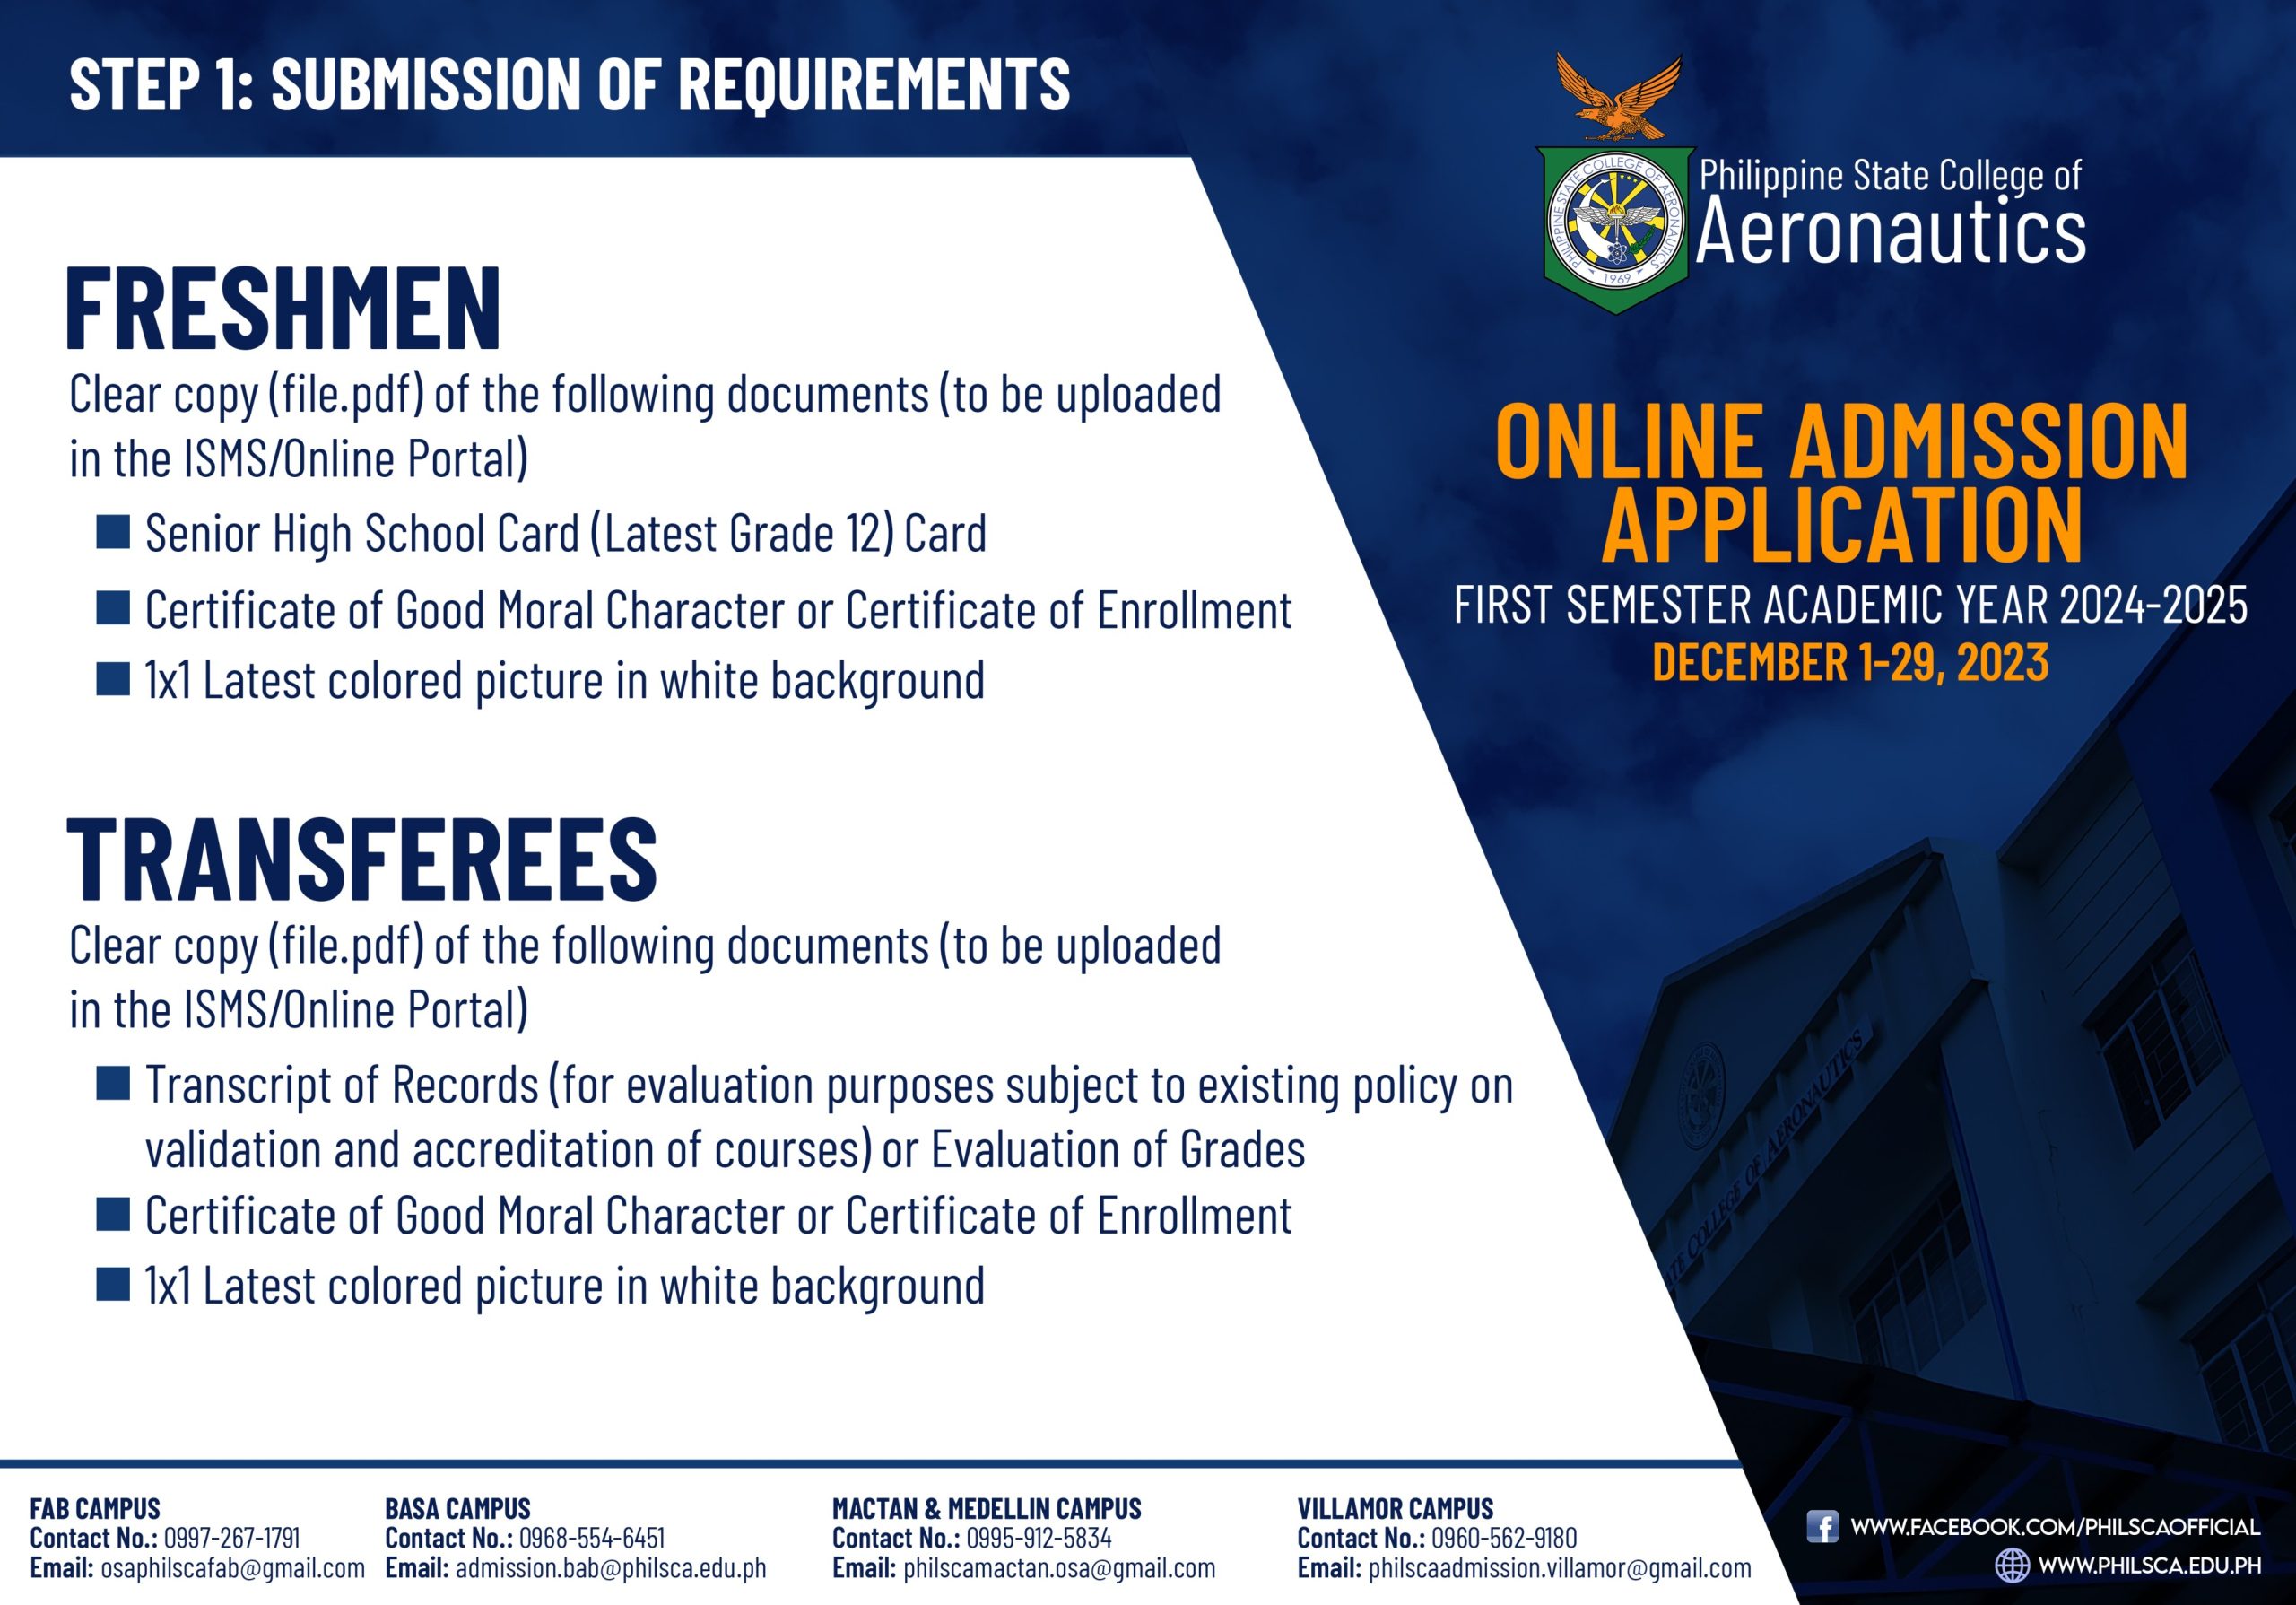 STEP 1: SUBMISSION OF REQUIREMENTS
FRESHMEN
Clear copy (file.pdf) of the following documents (to be uploaded
in the ISMS/Online Portal)
Senior High School Card (Latest Grade 12) Card
Certificate of Good Moral Character or Certificate of Enrollment
1x1 Latest colored picture in white background
TRANSFEREES
Clear copy (file.pdf) of the following documents (to be uploaded
in the ISMS/Online Portal)
Transcript of Records (for evaluation purposes subject to existing policy on
validation and accreditation of courses) or Evaluation of Grades
Certificate of Good Moral Character or Certificate of Enrollment
1x1 Latest colored picture in white background
PHILIPPINE STATE COLLEGE OF AERONAUTICS
1969
Philippine State College of
Aeronautics
ONLINE ADMISSION
APPLICATION
FIRST SEMESTER ACADEMIC YEAR 2024-2025
DECEMBER 1-29, 2023
COLLEGE OF AERONAUTICS
FAB CAMPUS
Contact No.: 0997-267-1791
Email: osaphilscafab@gmail.com
BASA CAMPUS
Contact No.: 0968-554-6451
Email: admission.bab@philsca.edu.ph
MACTAN & MEDELLIN CAMPUS
Contact No.: 0995-912-5834
Email: philscamactan.osa@gmail.com
VILLAMOR CAMPUS
Contact No.: 0960-562-9180
Email: philscaadmission.villamor@gmail.com
f WWW.FACEBOOK.COM/PHILSCAOFFICIAL
WWW.PHILSCA.EDU.PH